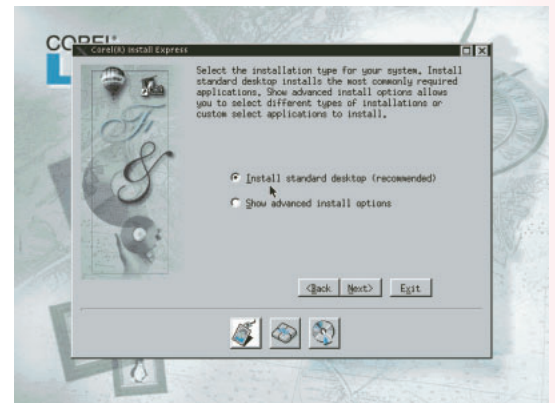 COREL
Corel(R) Install Express
Select the installation type for your system. Install
standard desktop installs the most commonly required
applications. Show advanced install options allows
you to select different types of installations or
custom select applications to install.
Install standard desktop (recommended)
Show advanced install options
<Back Next> Exit